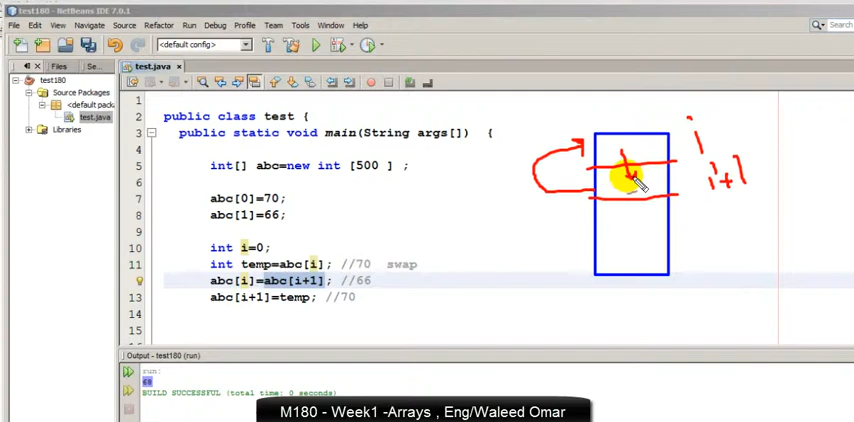 test180 - NetBeans IDE 7.0.1
File Edit View Navigate Source Refactor Run Debug Profile Team Tools Window Help
<default config>
Search
Files Se...
test.java
test180
Source Packages
<default pack
test.java
Libraries
1
2 public class test {
3 public static void main(String args[]) {
4
5 int[] abc=new int [500 ] ;
6
7 abc[0]=70;
8 abc[1]=66;
9
10 int i=0;
11 int temp=abc[i]; //70 swap
abc[i]=abc[i+1]; //66
13 abc[i+1]=temp; //70
14
15
i
i+1
Output - test180 (run)
run:
68
BUILD SUCCESSFUL (total time: 0 seconds)
M180 - Week1 -Arrays , Eng/Waleed Omar